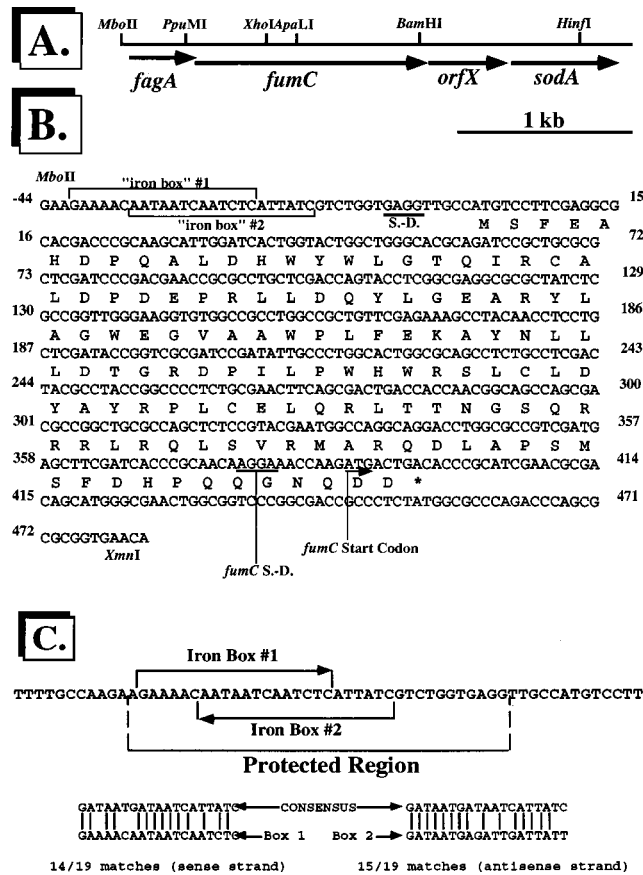 A.
MboII PpuMI XhoI ApaLI BamHI HinfI
fagA fumC orfX sodA
1 kb
B.
MboII
"iron box" #1
-44 GAAGAAAACAATAATCAATCTCATTATCGTCTGGTGAGGTTGCCATGTCCTTCGAGGCG 15
"iron box" #2
S.-D.
M S F E A
16 CACGACCCGCAAGCATTGGATCACTGGTACTGGCTGGGCACGCAGATCCGCTGCGCG 72
H D P Q A L D H W Y W L G T Q I R C A
73 CTCGATCCCGACGAACCGCGCCTGCTCGACCAGTACCTCGGCGAGGCGCGCTATCTC 129
L D P D E P R L L D Q Y L G E A R Y L
130 GCCGGTTGGGAAGGTGTGGCCGCCTGGCCGCTGTTCGAGAAAGCCTACAACCTCCTG 186
A G W E G V A A W P L F E K A Y N L L
187 CTCGATACCGGTCGCGATCCGATATTGCCCTGGCACTGGCGCAGCCTCTGCCTCGAC 243
L D T G R D P I L P W H W R S L C L D
244 TACGCCTACCGGCCCCTCTGCGAACTTCAGCGACTGACCACCAACGGCAGCCAGCGA 300
Y A Y R P L C E L Q R L T T N G S Q R
301 CGCCGGCTGCGCCAGCTCTCCGTACGAATGGCCAGGACCTGGCGCCGTCGATG 357
R R L R Q L S V R M A R Q D L A P S M
358 AGCTTCGATCACCCGCAACAAGGAAACCAAGATGACTGACACCCGCATCGAACGCGA 414
S F D H P Q Q G N Q D D *
415 CAGCATGGGCGAACTGGCGGTCCCGGCGACCGCCCTCTATGGCGCCCAGACCCAGCG 471
472 CGCGGTGAACA
XmnI
fumC S.-D.
fumC Start Codon
C.
Iron Box #1
TTTTGCCAAGAAGAAAACAATAATCAATCTCATTATCGTCTGGTGAGGTTGCCATGTCCTT
Iron Box #2
Protected Region
GATAATGATAATCATTATC CONSENSUS GATAATGATAATCATTATC
GAAAACAATAATCAATCTC Box 1 Box 2 GATAATGAGATTGATTATT
14/19 matches (sense strand) 15/19 matches (antisense strand)